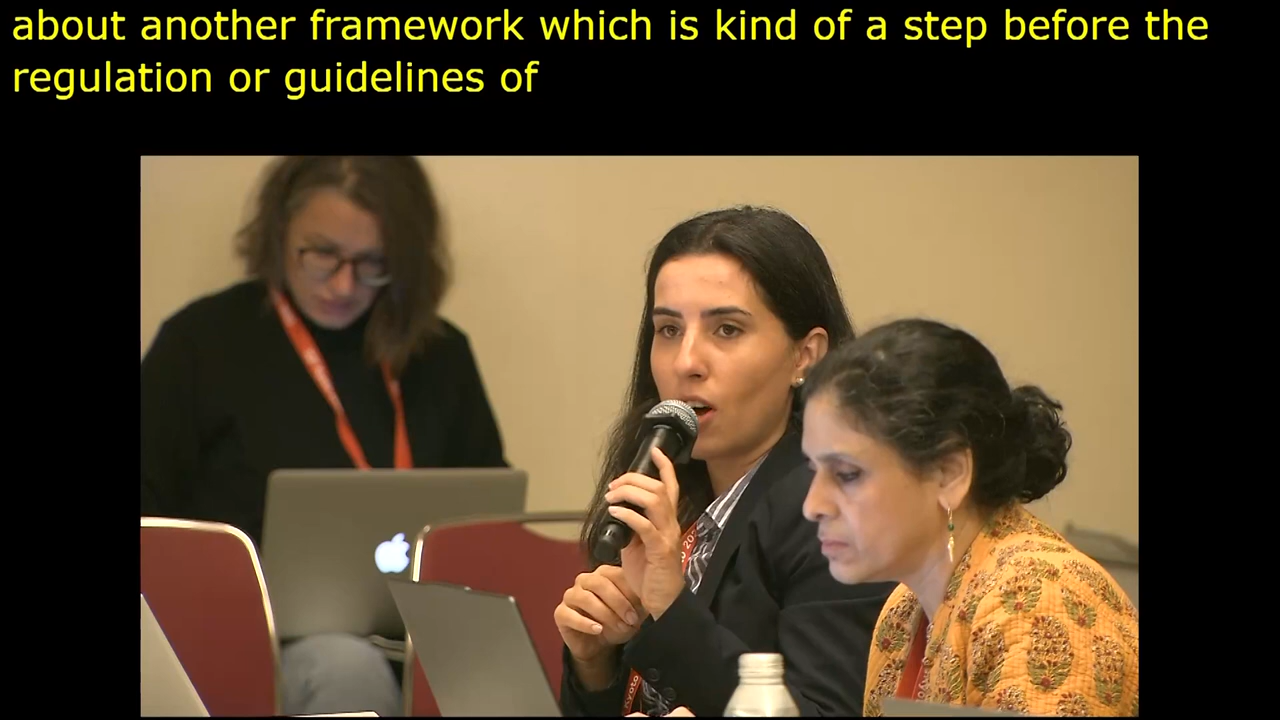 about another framework which is kind of a step before the
regulation or guidelines of